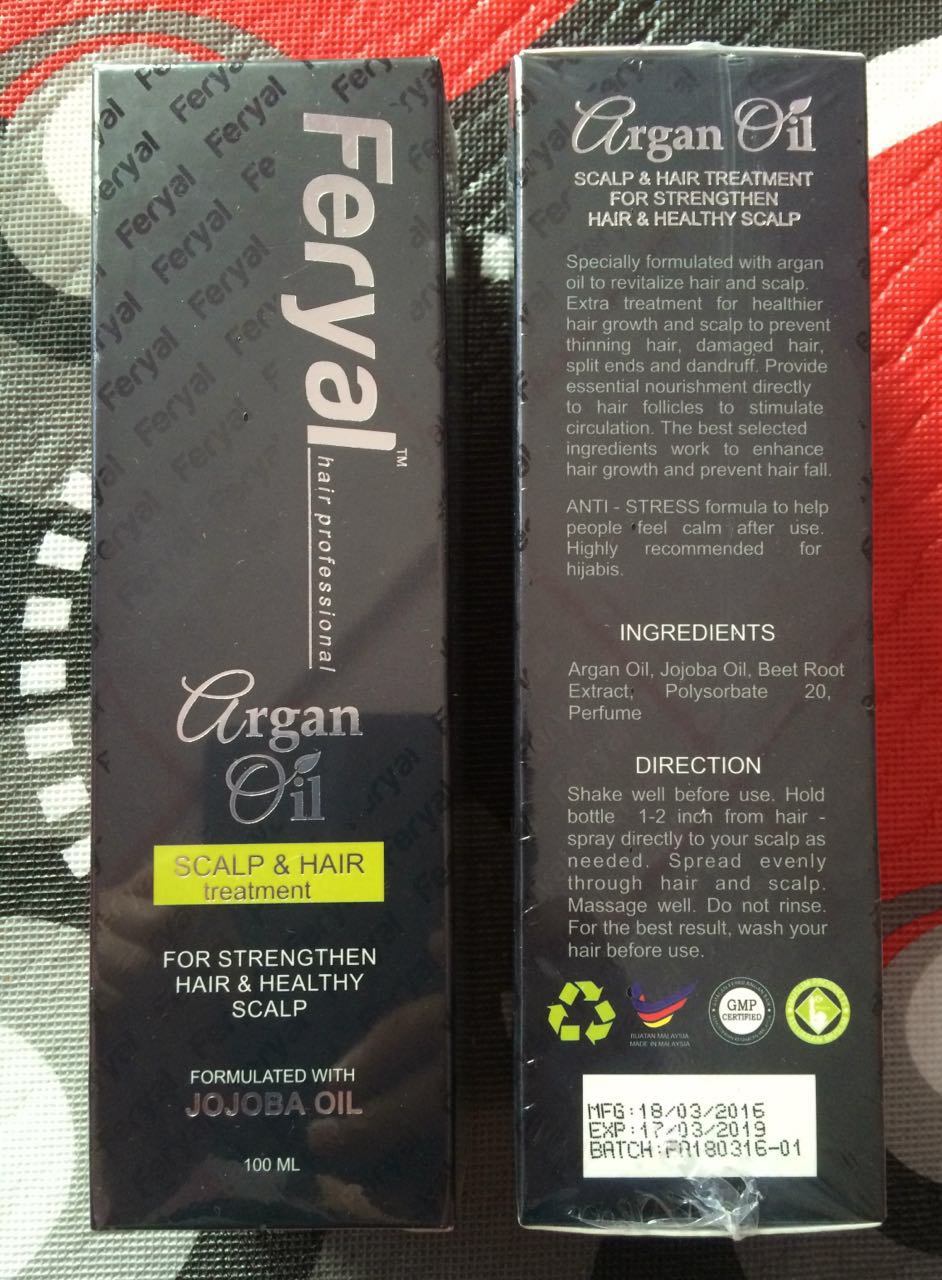 Feryal™
hair professional
Argan
Oil
SCALP & HAIR
treatment
FOR STRENGTHEN
HAIR & HEALTHY
SCALP
FORMULATED WITH
JOJOBA OIL
100 ML
Argan Oil
SCALP & HAIR TREATMENT
FOR STRENGTHEN
HAIR & HEALTHY SCALP
Specially formulated with argan
oil to revitalize hair and scalp.
Extra treatment for healthier
hair growth and scalp to prevent
thinning hair, damaged hair,
split ends and dandruff. Provide
essential nourishment directly
to hair follicles to stimulate
circulation. The best selected
ingredients work to enhance
hair growth and prevent hair fall.
ANTI - STRESS formula to help
people feel calm after use.
Highly recommended for
hijabis.
INGREDIENTS
Argan Oil, Jojoba Oil, Beet Root
Extract, Polysorbate 20,
Perfume
DIRECTION
Shake well before use. Hold
bottle 1-2 inch from hair -
spray directly to your scalp as
needed. Spread evenly
through hair and scalp.
Massage well. Do not rinse.
For the best result, wash your
hair before use.
BUATAN MALAYSIA
MADE IN MALAYSIA
GMP
CERTIFIED
MFG:18/03/2016
EXP:17/03/2019
BATCH:FA180316-01